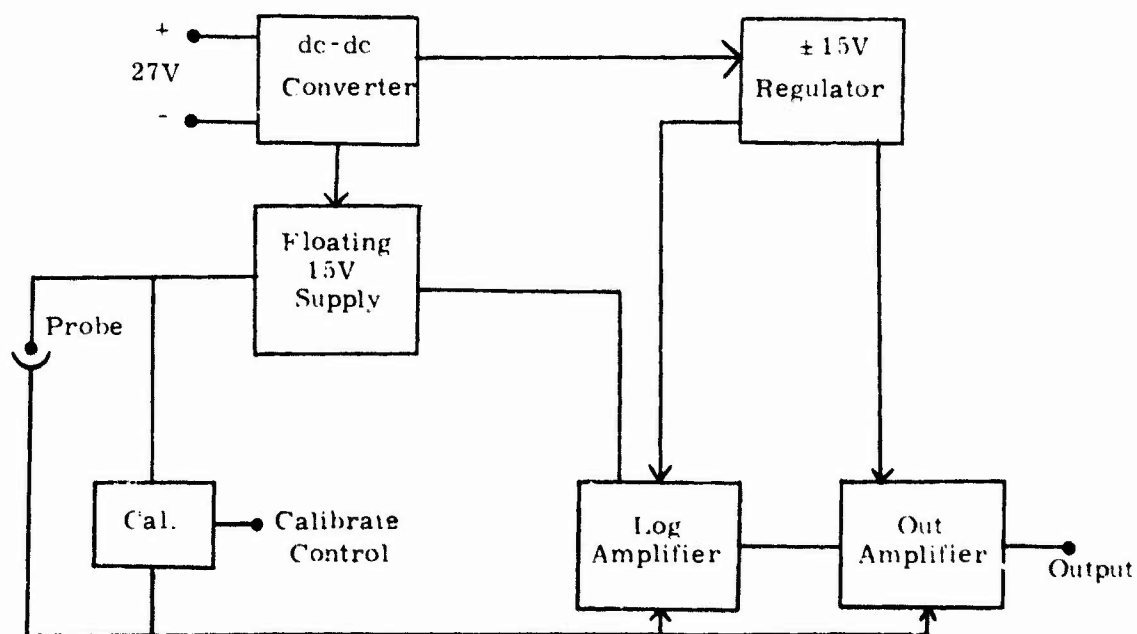 +
27V
-
dc-dc
Converter
± 15V
Regulator
Floating
15V
Supply
Probe
Cal.
Calibrate
Control
Log
Amplifier
Out
Amplifier
Output